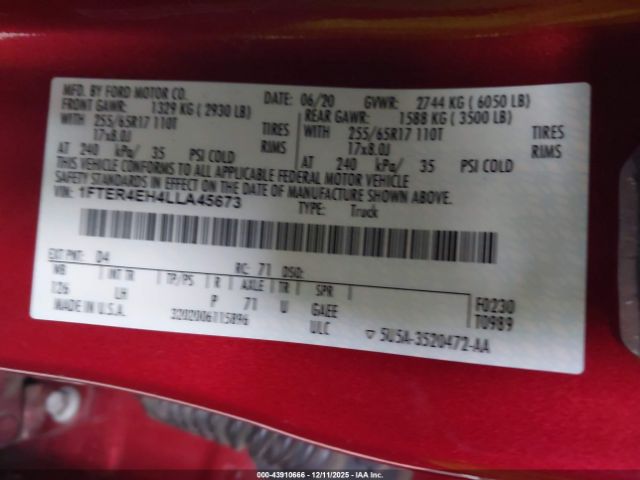 MFD. BY FORD MOTOR CO.
DATE: 06/20 GVWR: 2744 KG ( 6050 LB)
FRONT GAWR: 1329 KG ( 2930 LB) REAR GAWR: 1588 KG ( 3500 LB)
WITH 255/65R17 110T TIRES WITH 255/65R17 110T TIRES
17x8.0J RIMS 17x8.0J RIMS
AT 240 kPa/ 35 PSI COLD AT 240 kPa/ 35 PSI COLD
THIS VEHICLE CONFORMS TO ALL APPLICABLE FEDERAL MOTOR VEHICLE
SAFETY STANDARDS IN EFFECT ON THE DATE OF MANUFACTURE SHOWN ABOVE.
VIN: 1FTER4EH4LLA45673 TYPE: Truck
EXT PNT: D4 RC: 71 DSO:
WB INT TR TP/PS R AXLE TR SPR
126 LH P 71 U GAEE F0230
MADE IN U.S.A. 3202006115896 ULC T0989
5U5A-3520472-AA
000-43910666 - 12/11/2025 - IAAI.COM